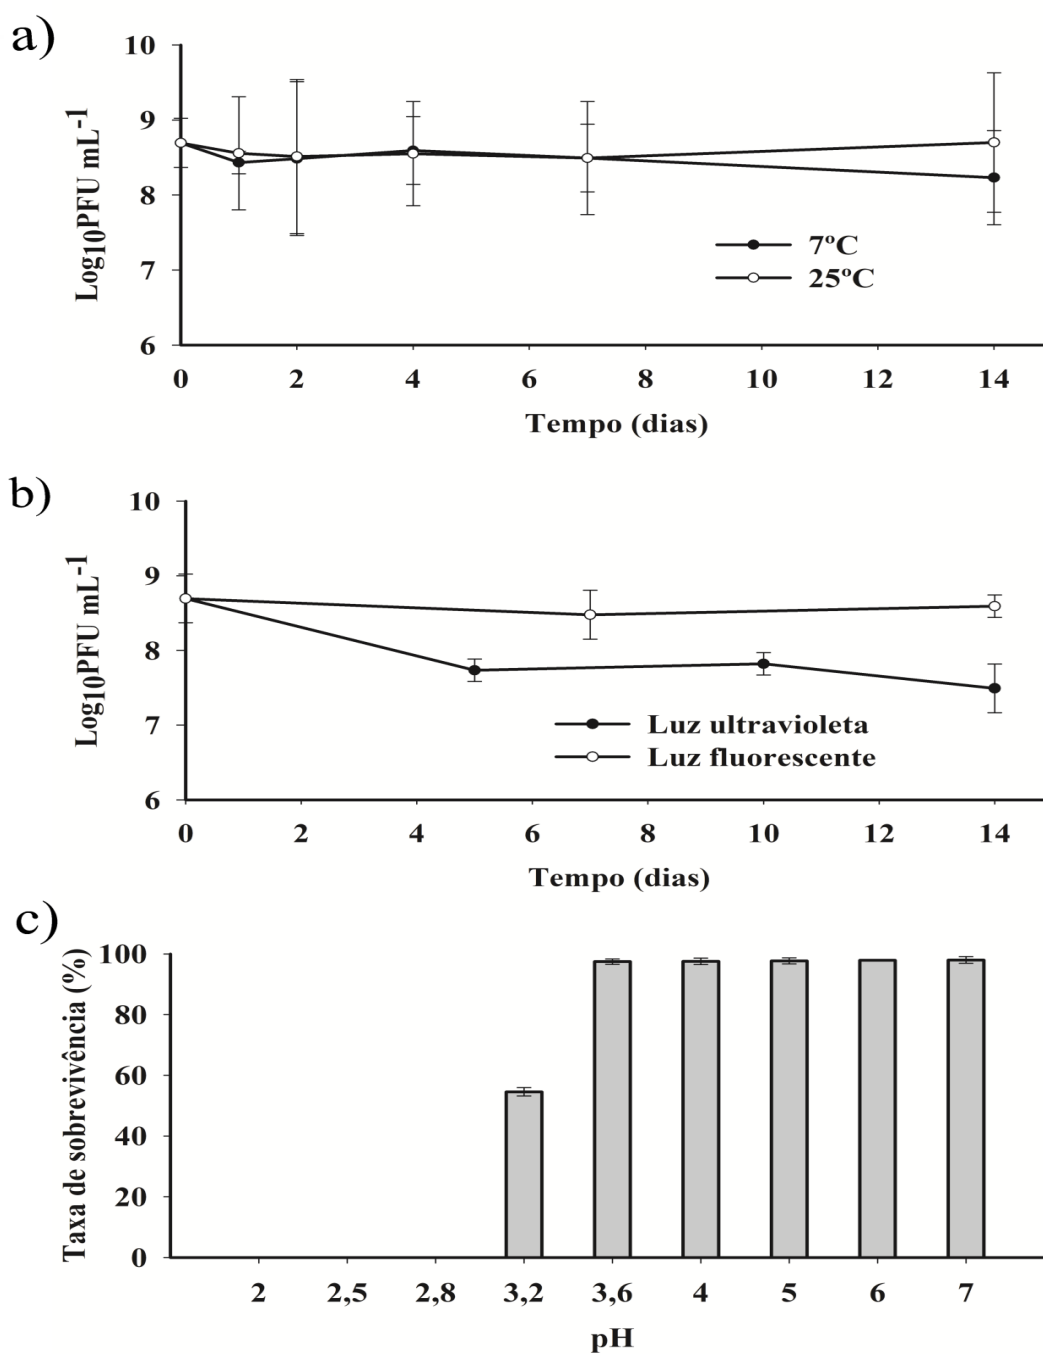 a)
10
9
8
7
6
Log10PFU mL-1
7ºC
25ºC
0 2 4 6 8 10 12 14
Tempo (dias)
b)
10
9
8
7
6
Log10PFU mL-1
Luz ultravioleta
Luz fluorescente
0 2 4 6 8 10 12 14
Tempo (dias)
c)
100
80
60
40
20
0
Taxa de sobrevivência (%)
2 2,5 2,8 3,2 3,6 4 5 6 7
pH